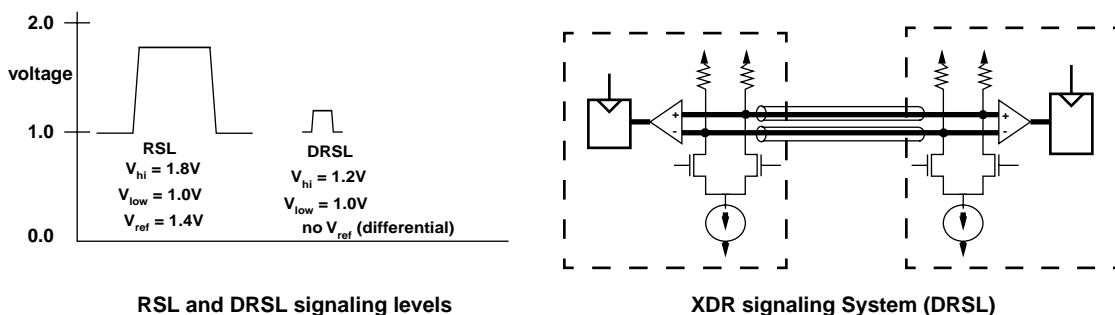 2.0
voltage
1.0
RSL
V_hi = 1.8V
V_low = 1.0V
V_ref = 1.4V
DRSL
V_hi = 1.2V
V_low = 1.0V
no V_ref (differential)
0.0
RSL and DRSL signaling levels
+
-
+
-
XDR signaling System (DRSL)